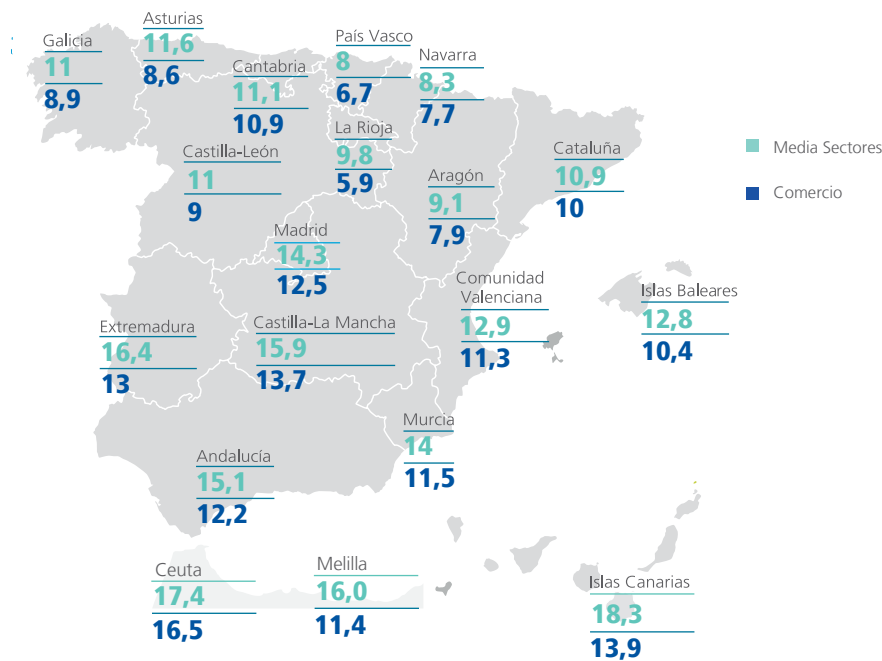 Asturias
11,6
8,6
Galicia
11
8,9
Cantabria
11,1
10,9
País Vasco
8
6,7
Navarra
8,3
7,7
La Rioja
9,8
5,9
Castilla-León
11
9
Aragón
9,1
7,9
Cataluña
10,9
10
Media Sectores
Comercio
Madrid
14,3
12,5
Comunidad
Valenciana
12,9
11,3
Islas Baleares
12,8
10,4
Extremadura
16,4
13
Castilla-La Mancha
15,9
13,7
Murcia
14
11,5
Andalucía
15,1
12,2
Ceuta
17,4
16,5
Melilla
16,0
11,4
Islas Canarias
18,3
13,9